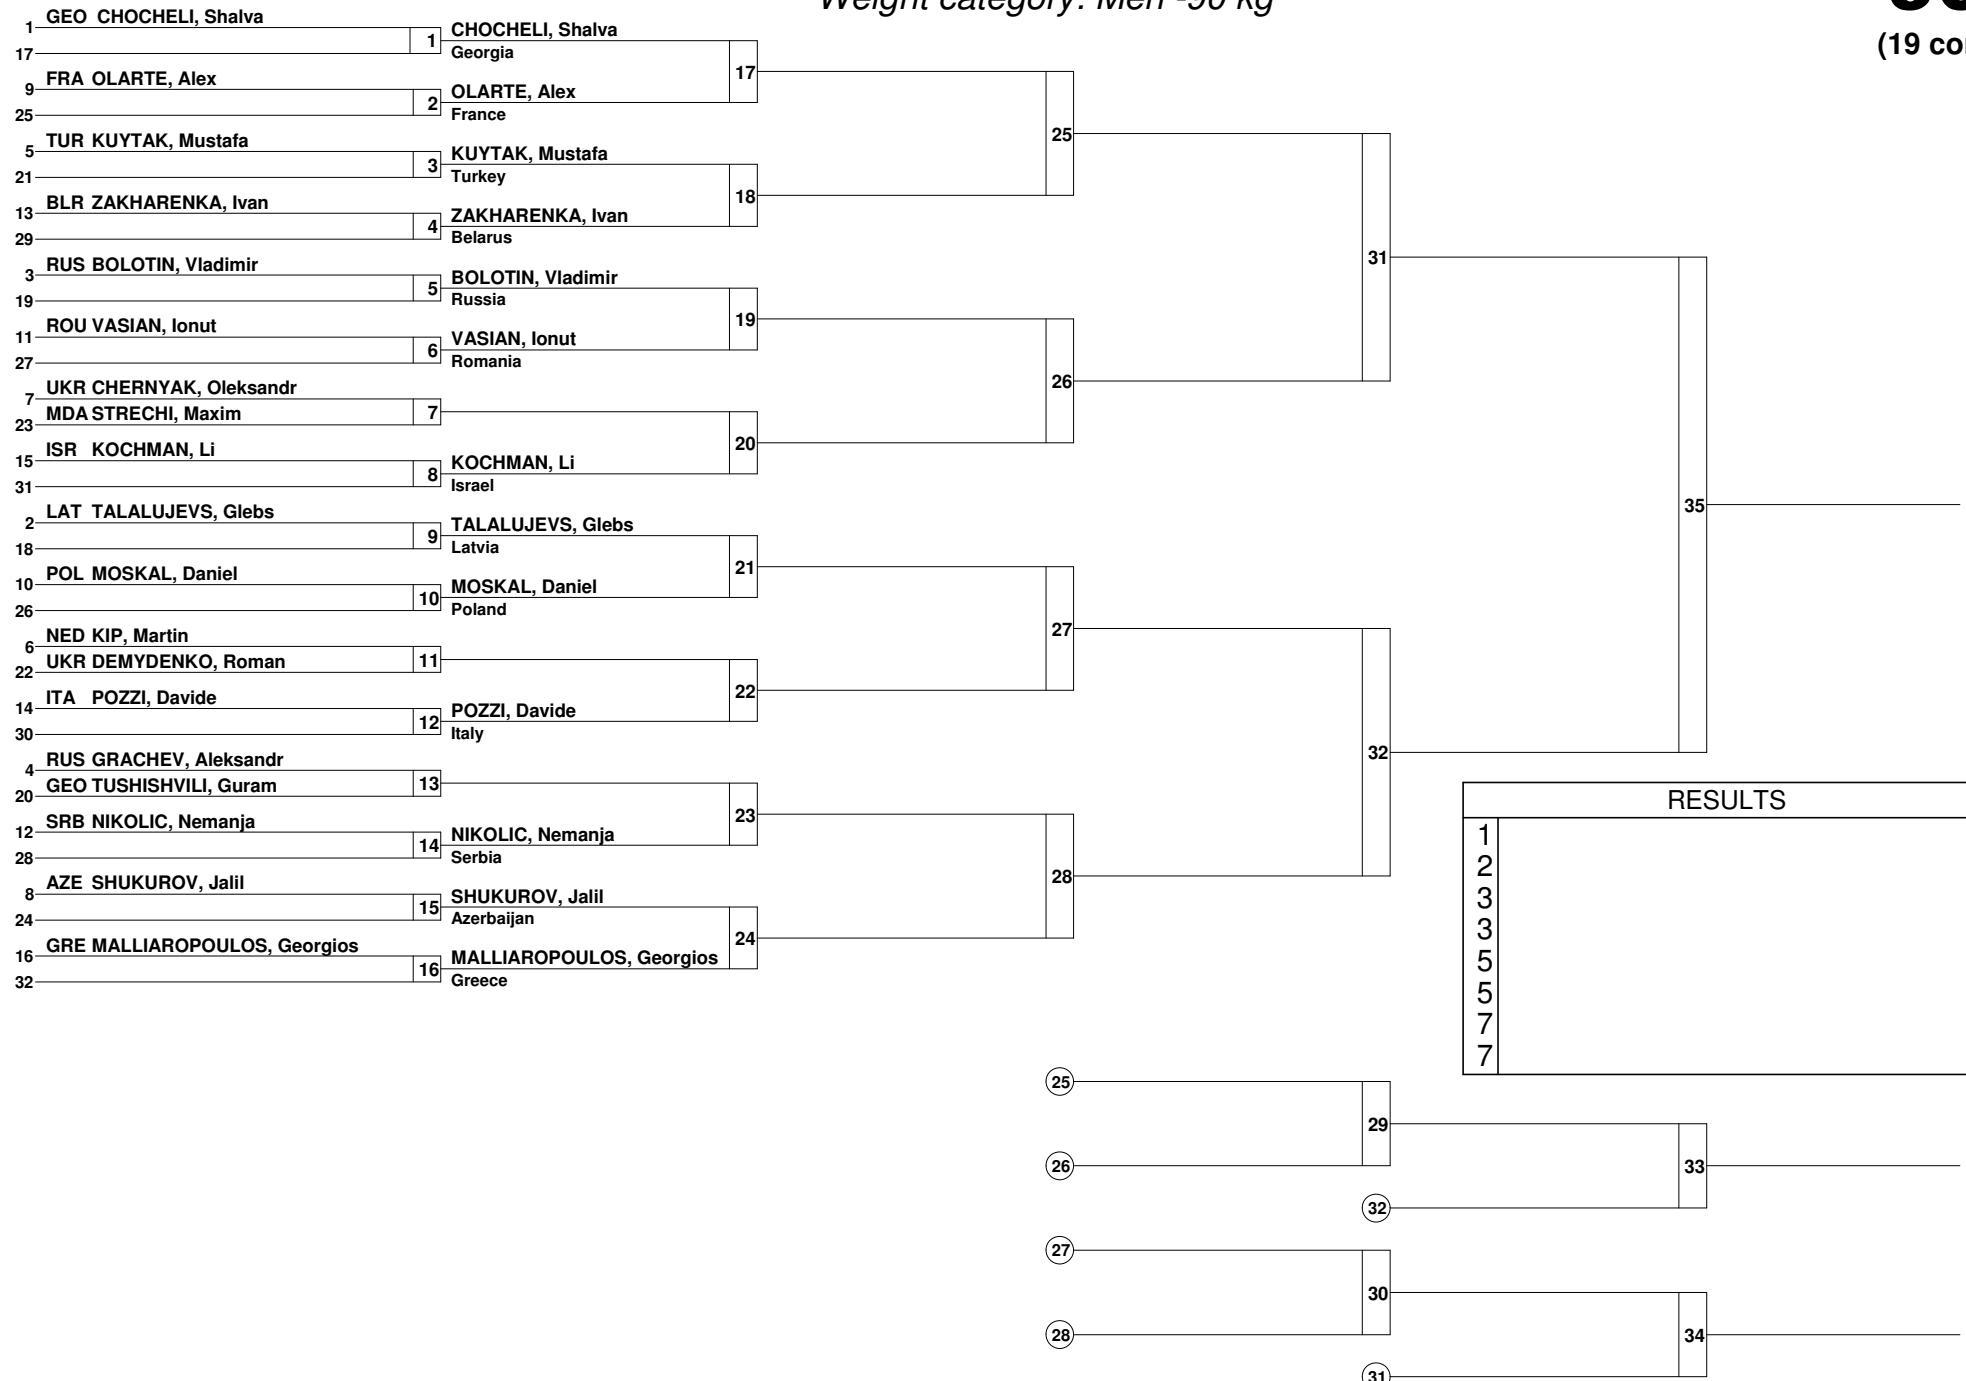 Weight category: Men -90 kg
(19 co
1 GEO CHOCHELI, Shalva
17
1 CHOCHELI, Shalva
Georgia
9 FRA OLARTE, Alex
25
2 OLARTE, Alex
France
17
5 TUR KUYTAK, Mustafa
21
3 KUYTAK, Mustafa
Turkey
13 BLR ZAKHARENKA, Ivan
29
4 ZAKHARENKA, Ivan
Belarus
18
25
3 RUS BOLOTIN, Vladimir
19
5 BOLOTIN, Vladimir
Russia
11 ROU VASIAN, Ionut
27
6 VASIAN, Ionut
Romania
19
7 UKR CHERNYAK, Oleksandr
23 MDA STRECHI, Maxim
7
15 ISR KOCHMAN, Li
31
8 KOCHMAN, Li
Israel
20
26
31
2 LAT TALALUJEVS, Glebs
18
9 TALALUJEVS, Glebs
Latvia
10 POL MOSKAL, Daniel
26
10 MOSKAL, Daniel
Poland
21
6 NED KIP, Martin
22 UKR DEMYDENKO, Roman
11
14 ITA POZZI, Davide
30
12 POZZI, Davide
Italy
22
27
4 RUS GRACHEV, Aleksandr
20 GEO TUSHISHVILI, Guram
13
12 SRB NIKOLIC, Nemanja
28
14 NIKOLIC, Nemanja
Serbia
23
8 AZE SHUKUROV, Jalil
24
15 SHUKUROV, Jalil
Azerbaijan
16 GRE MALLIAROPOULOS, Georgios
32
16 MALLIAROPOULOS, Georgios
Greece
24
28
32
35
RESULTS
1
2
3
3
5
5
7
7
25
26
29
32
33
27
28
30
31
34